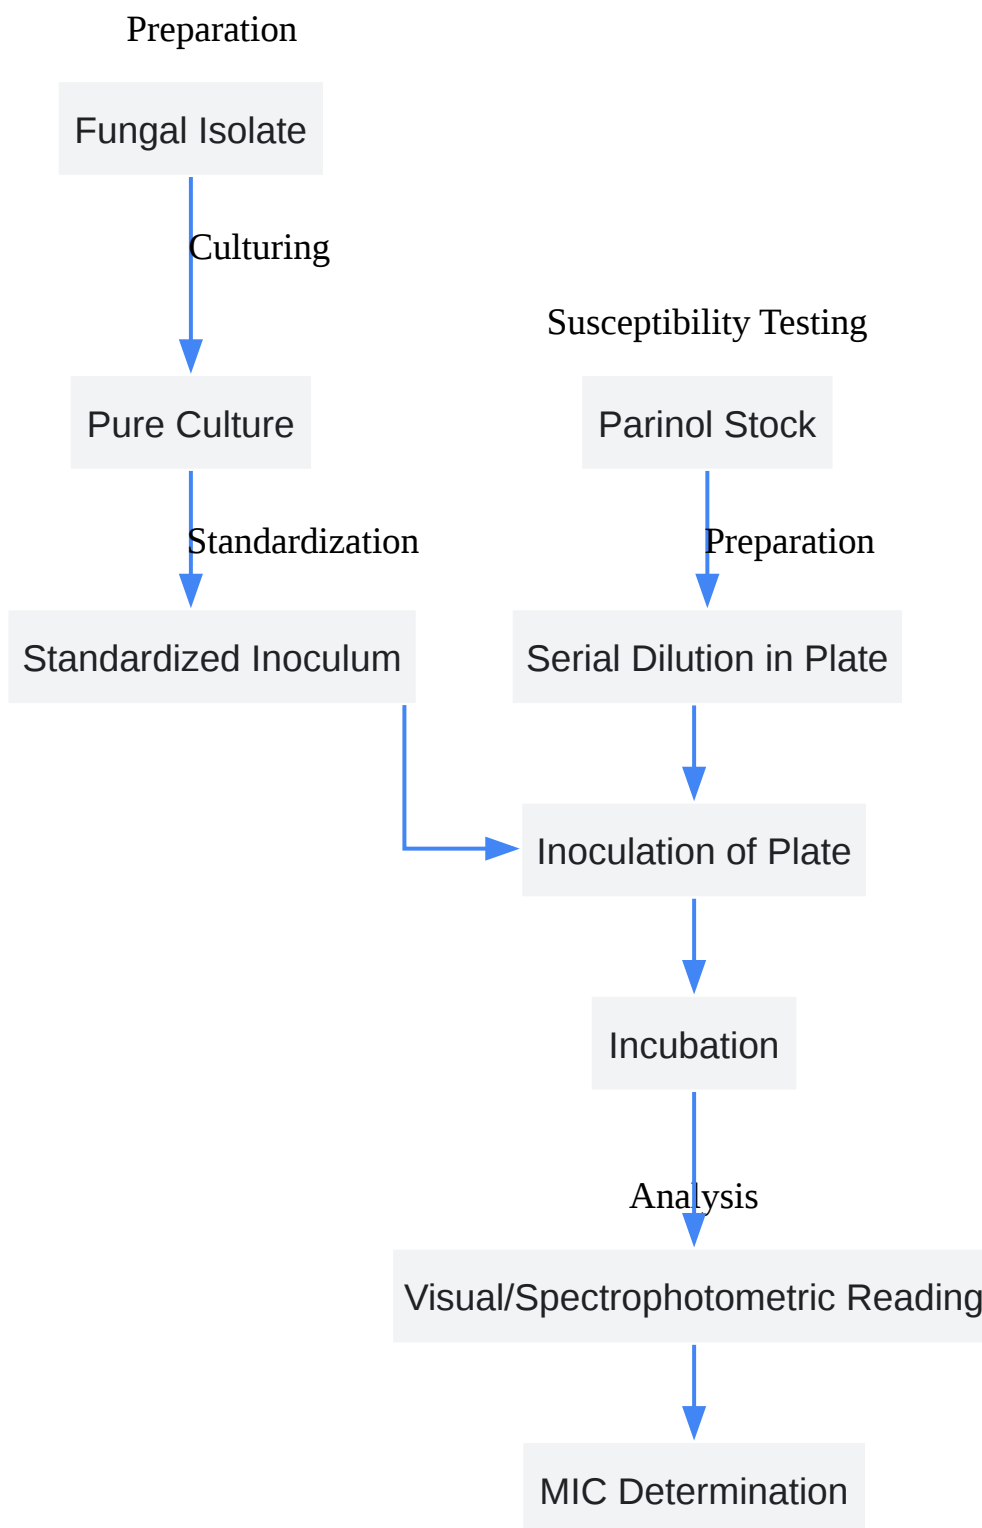 Preparation
Fungal Isolate
Culturing
Susceptibility Testing
Pure Culture
Parinol Stock
Standardization
Preparation
Standardized Inoculum
Serial Dilution in Plate
Inoculation of Plate
Incubation
Analysis
Visual/Spectrophotometric Reading
MIC Determination